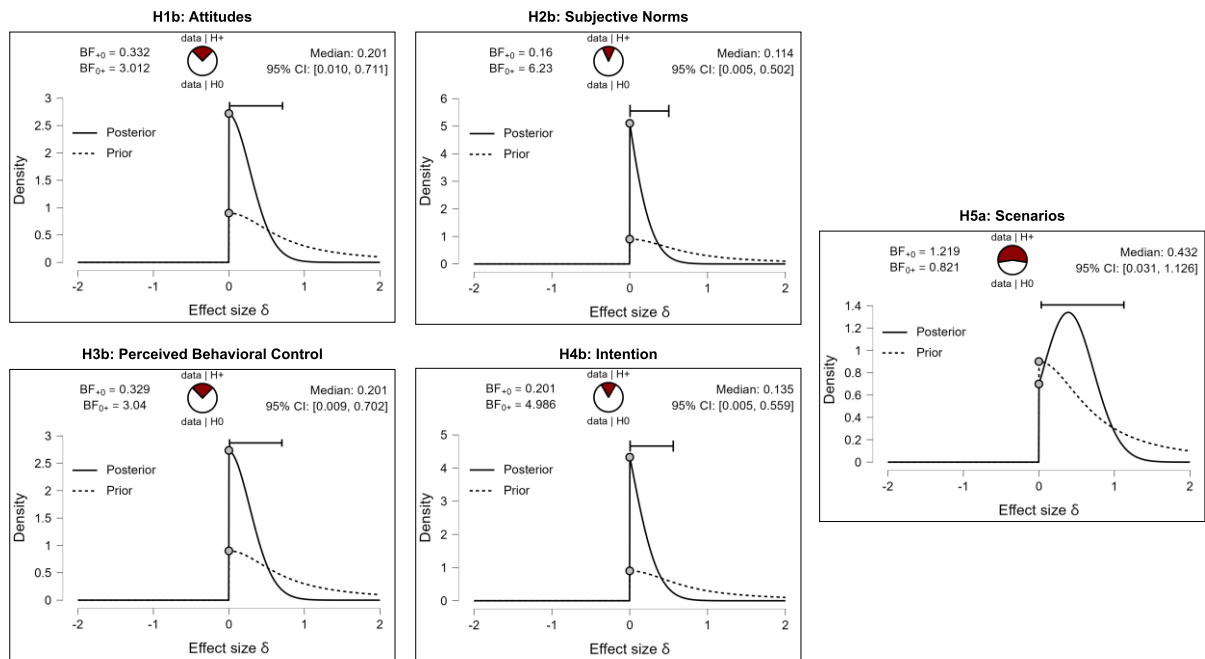 H1b: Attitudes
data | H+
BF+0 = 0.332
BF0+ = 3.012
data | H0
Median: 0.201
95% CI: [0.010, 0.711]
3
2.5
2
1.5
1
0.5
0
Density
Posterior
Prior
-2 -1 0 1 2
Effect size δ
H2b: Subjective Norms
data | H+
BF+0 = 0.16
BF0+ = 6.23
data | H0
Median: 0.114
95% CI: [0.005, 0.502]
6
5
4
3
2
1
0
Density
Posterior
Prior
-2 -1 0 1 2
Effect size δ
H3b: Perceived Behavioral Control
data | H+
BF+0 = 0.329
BF0+ = 3.04
data | H0
Median: 0.201
95% CI: [0.009, 0.702]
3
2.5
2
1.5
1
0.5
0
Density
Posterior
Prior
-2 -1 0 1 2
Effect size δ
H4b: Intention
data | H+
BF+0 = 0.201
BF0+ = 4.986
data | H0
Median: 0.135
95% CI: [0.005, 0.559]
5
4
3
2
1
0
Density
Posterior
Prior
-2 -1 0 1 2
Effect size δ
H5a: Scenarios
data | H+
BF+0 = 1.219
BF0+ = 0.821
data | H0
Median: 0.432
95% CI: [0.031, 1.126]
1.4
1.2
1
0.8
0.6
0.4
0.2
0
Density
Posterior
Prior
-2 -1 0 1 2
Effect size δ